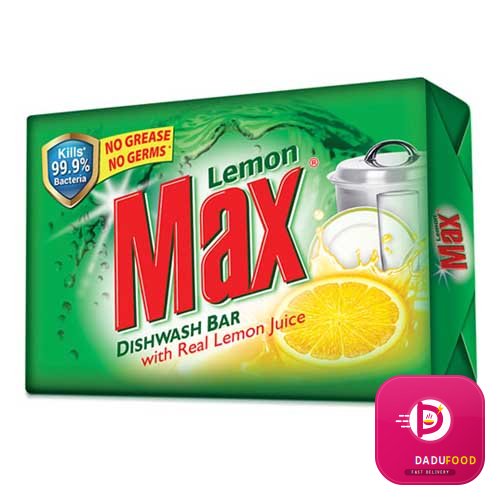 Kills*
99.9%
Bacteria
NO GREASE
NO GERMS*
Lemon
Max®
DISHWASH BAR
with Real Lemon Juice
Lemon
Max
D
DADUFOOD
FAST DELIVERY